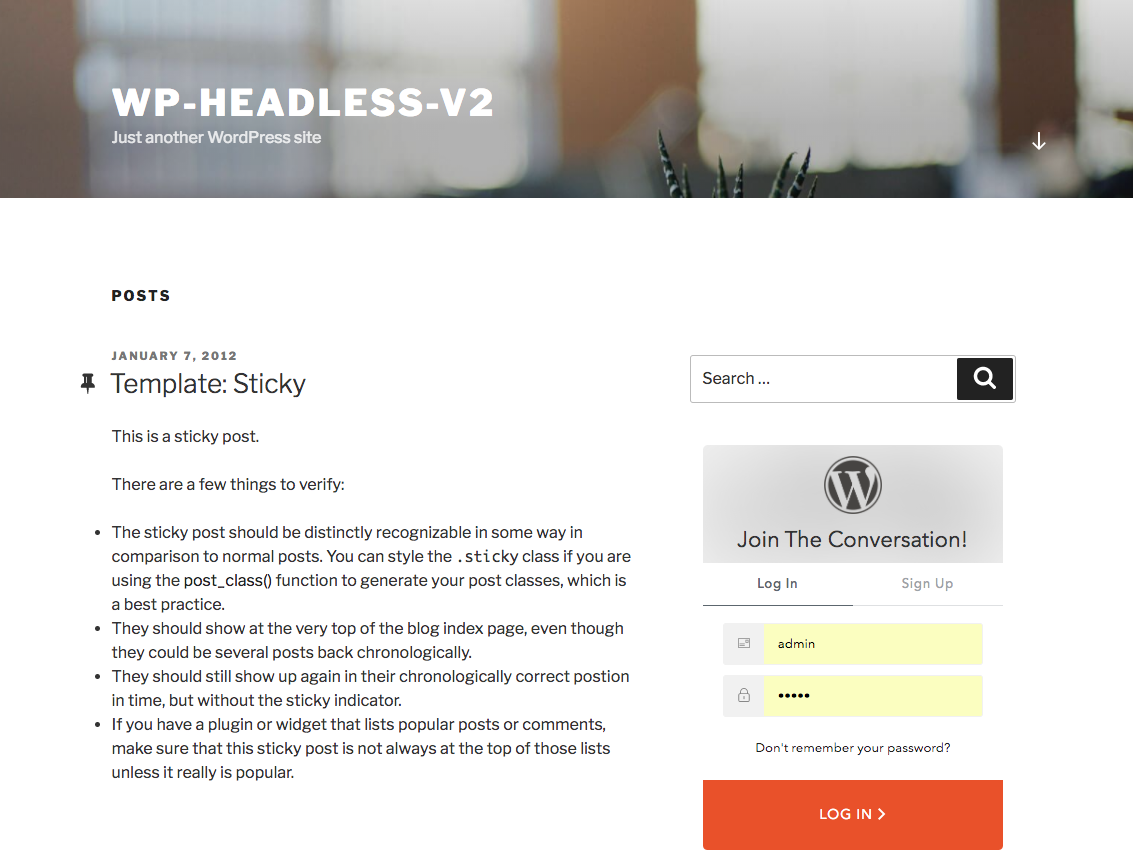 WP-HEADLESS-V2
Just another WordPress site
POSTS
JANUARY 7, 2012
Template: Sticky
This is a sticky post.
There are a few things to verify:
The sticky post should be distinctly recognizable in some way in
comparison to normal posts. You can style the .sticky class if you are
using the post_class() function to generate your post classes, which is
a best practice.
They should show at the very top of the blog index page, even though
they could be several posts back chronologically.
They should still show up again in their chronologically correct postion
in time, but without the sticky indicator.
If you have a plugin or widget that lists popular posts or comments,
make sure that this sticky post is not always at the top of those lists
unless it really is popular.
Search ...
Join The Conversation!
Log In
Sign Up
admin
•••••
Don't remember your password?
LOG IN